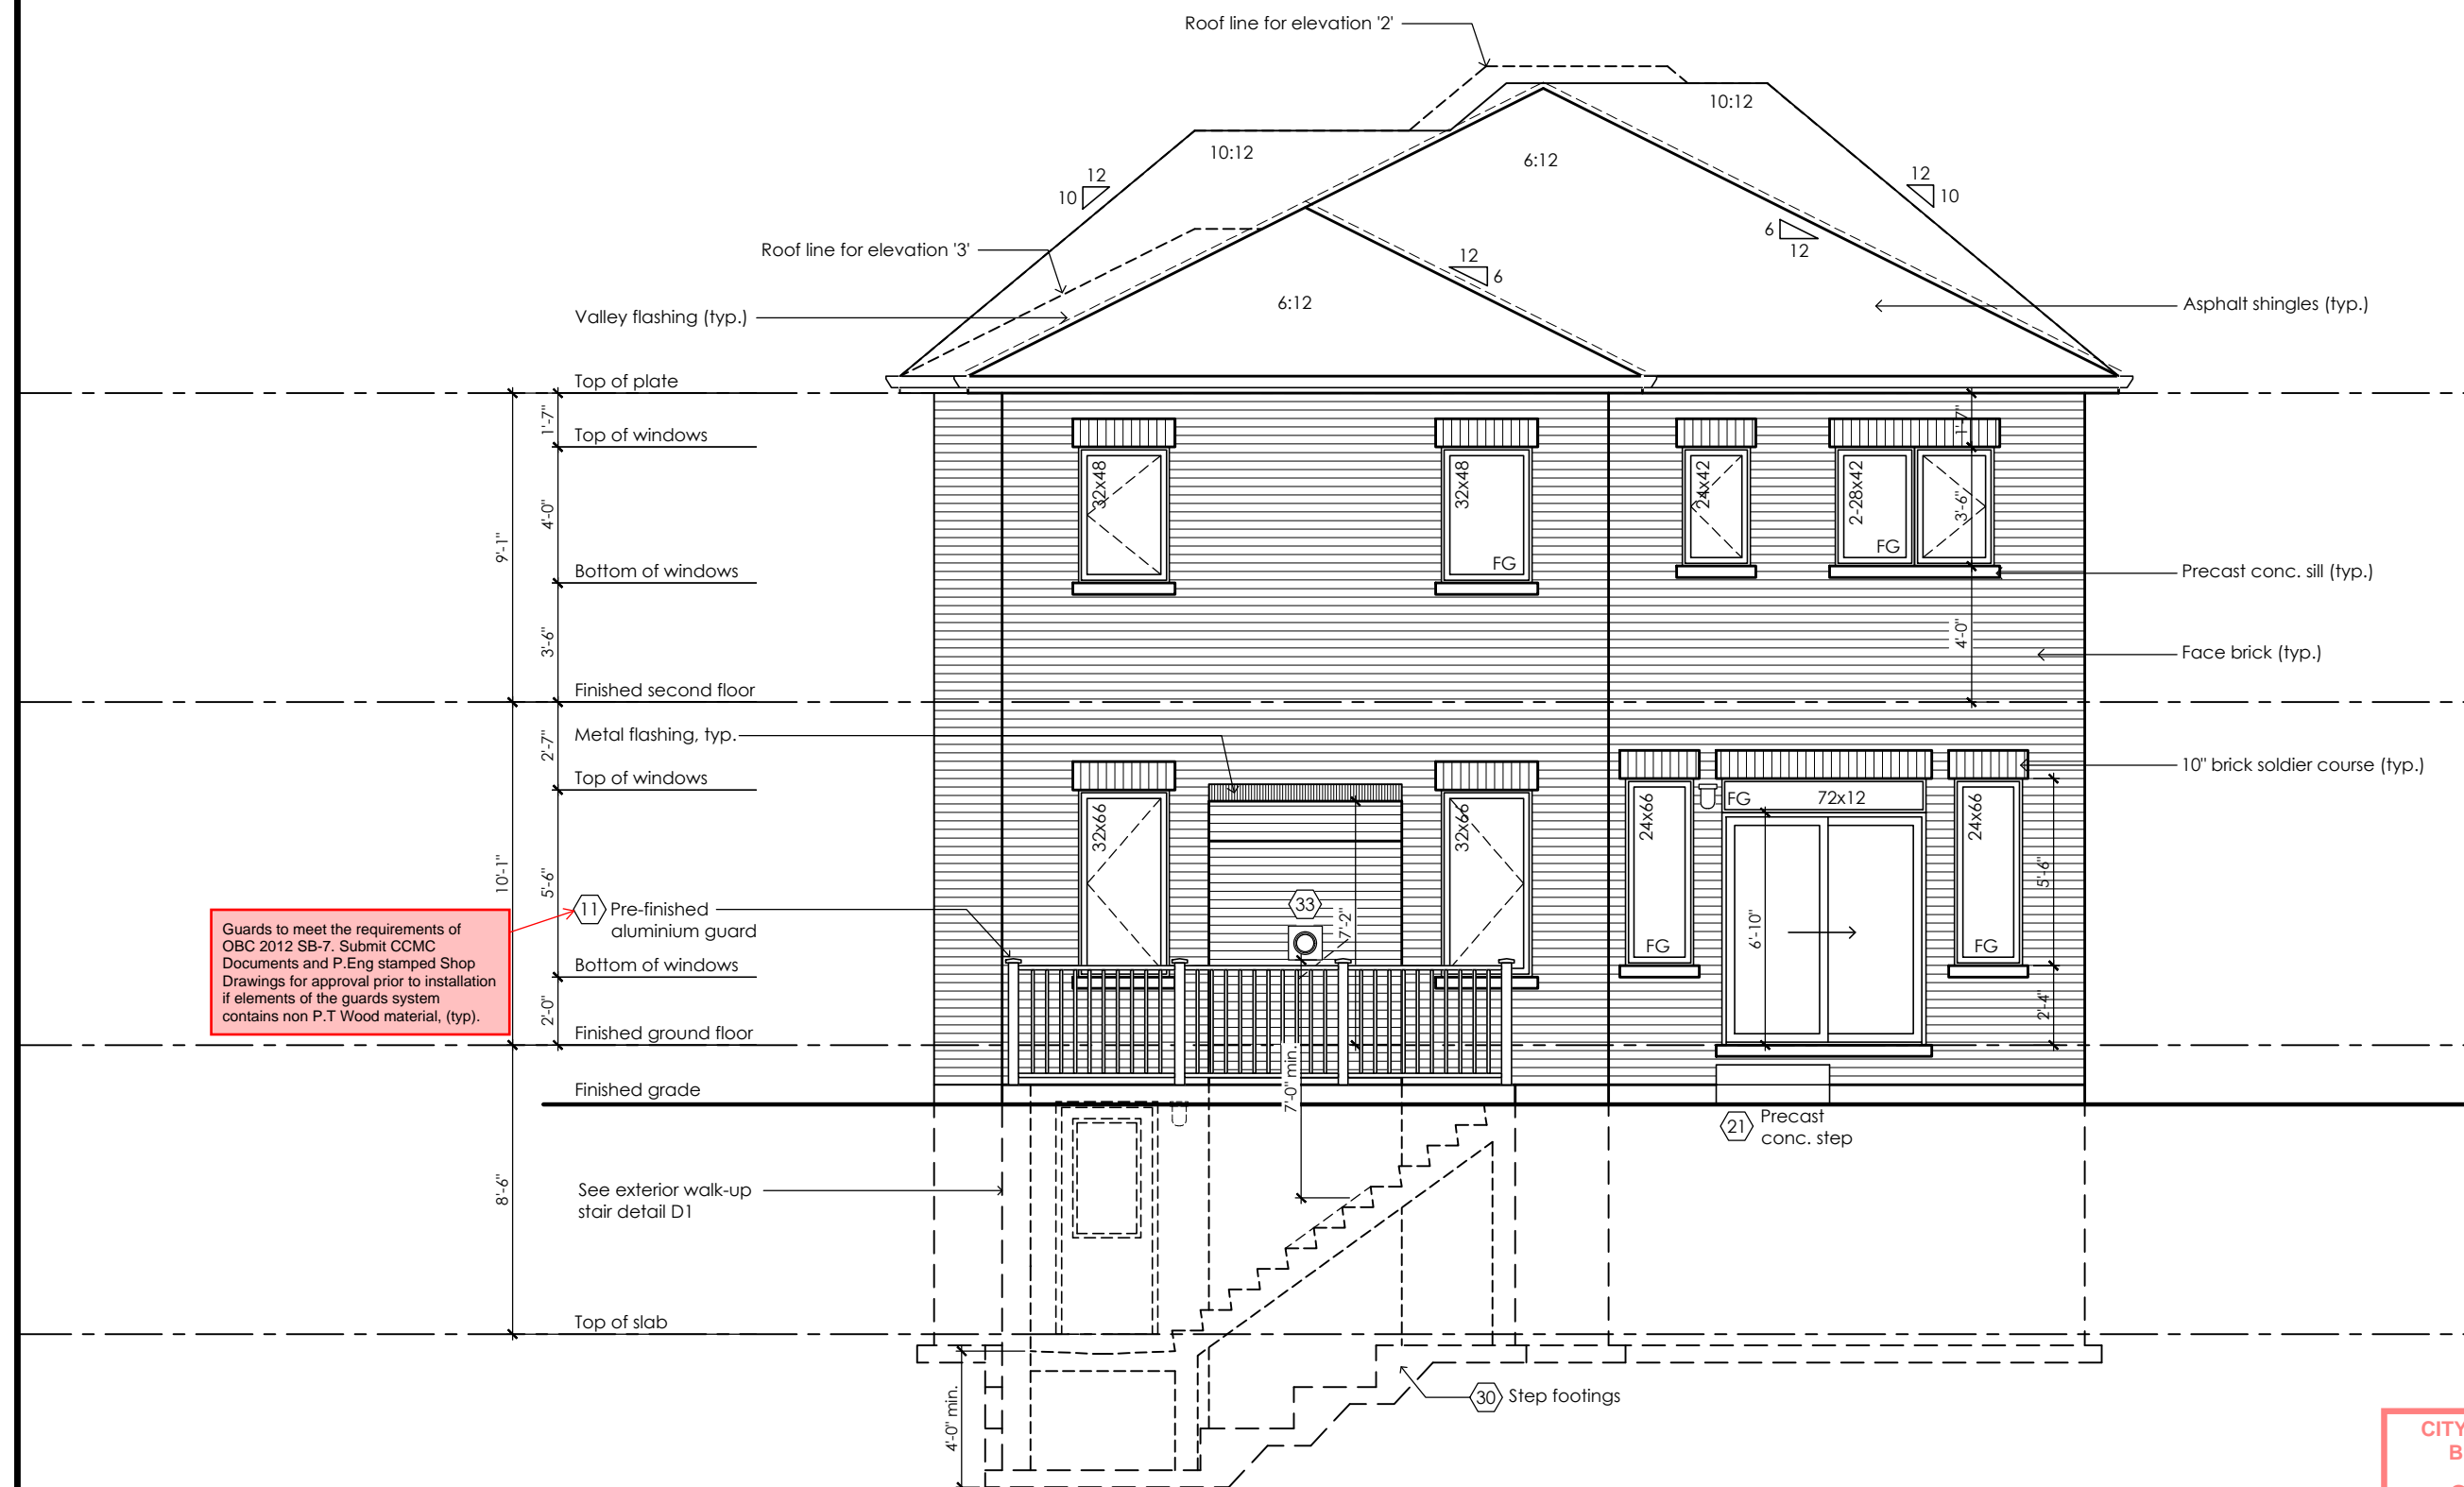 Roof line for elevation '2'
10:12
10:12
6:12
12
10
12
10
6
12
Roof line for elevation '3'
12
6
6:12
Valley flashing (typ.)
Asphalt shingles (typ.)
Top of plate
1'-7"
1'-7"
Top of windows
32x48
32x48
FG
24x42
2-28x42
FG
3'-6"
4'-0"
9'-1"
Bottom of windows
Precast conc. sill (typ.)
3'-6"
4'-0"
Face brick (typ.)
Finished second floor
Metal flashing, typ.
2'-7"
Top of windows
10" brick soldier course (typ.)
32x66
32x66
24x66
FG
72x12
24x66
10'-1"
5'-6"
5'-6"
11
Pre-finished
aluminium guard
Guards to meet the requirements of
OBC 2012 SB-7. Submit CCMC
Documents and P.Eng stamped Shop
Drawings for approval prior to installation
if elements of the guards system
contains non P.T Wood material, (typ).
33
7'-2"
6'-10"
FG
FG
Bottom of windows
2'-0"
2'-4"
Finished ground floor
7'-0" min.
Finished grade
21
Precast
conc. step
8'-6"
See exterior walk-up
stair detail D1
Top of slab
4'-0" min.
30
Step footings
CITY
B